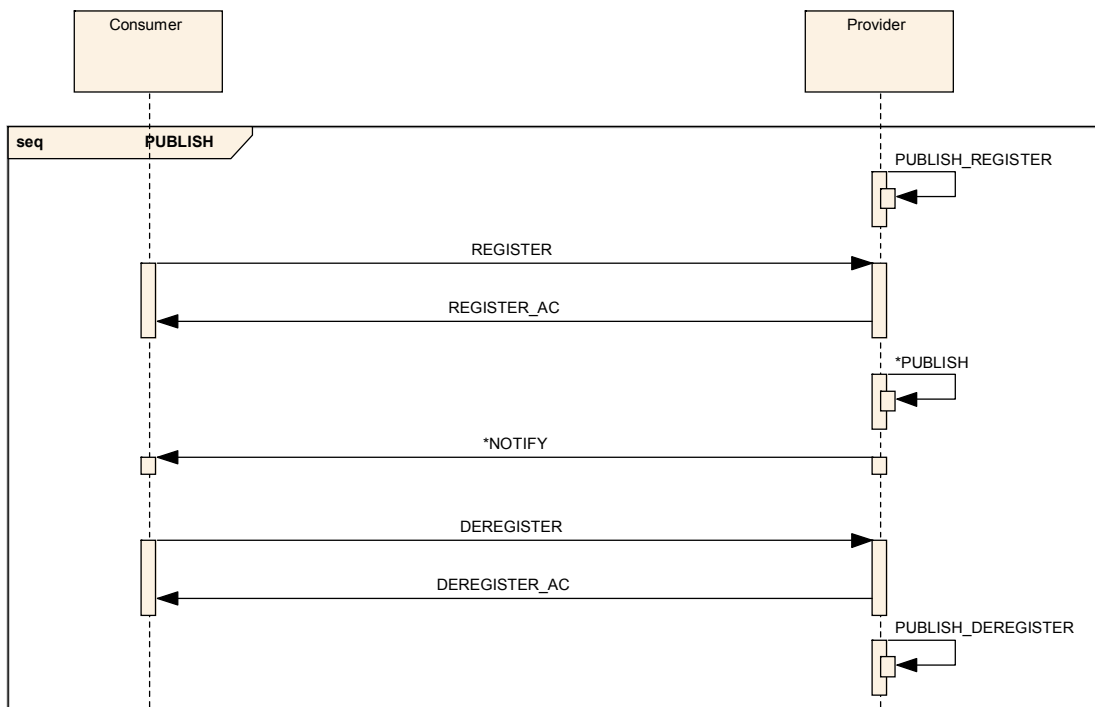 Consumer
Provider
seq PUBLISH
PUBLISH_REGISTER
REGISTER
REGISTER_AC
*PUBLISH
*NOTIFY
DEREGISTER
DEREGISTER_AC
PUBLISH_DEREGISTER